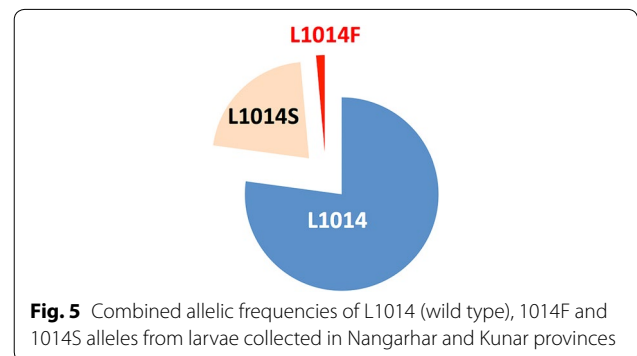 L1014F
L1014S
L1014
Fig. 5 Combined allelic frequencies of L1014 (wild type), 1014F and
1014S alleles from larvae collected in Nangarhar and Kunar provinces